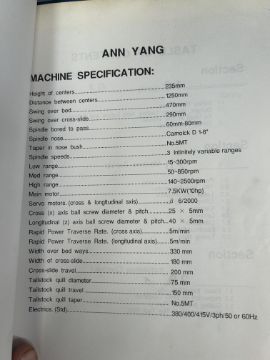 ANN YANG
MACHINE SPECIFICATION:
Height of centers 235mm
Distance between centers 1250mm
Swing over bed 470mm
Swing over cross-slide 290mm
Spindle bored to pass 60mm-80mm
Spindle nose Camolck D 1-8"
Taper in nose bush No.5MT
Spindle speeds 3 Infinitely variable ranges
Low range 15-300rpm
Med range 50-850rpm
High range 140-2500rpm
Main motor 7.5KW(10hp)
Servo motors (cross & longitudinal axis) 6/2000
Cross (x) axis ball screw diameter & pitch 25 × 5mm
Longitudinal (z) axis ball screw diameter & pitch 40 × 5mm
Rapid Power Traverse Rate. (cross axis) 5m/min
Rapid Power Traverse Rate. (longitudinal axis) 5m/min
Width over bed ways 330 mm
Width of cross-slide 180 mm
Cross-slide travel 200 mm
Tailstock quill diameter 75 mm
Tailstock quill travel 150 mm
Tailstock quill taper No.5MT
Electrics (Std) 380/400/415V/3ph/50 or 60Hz